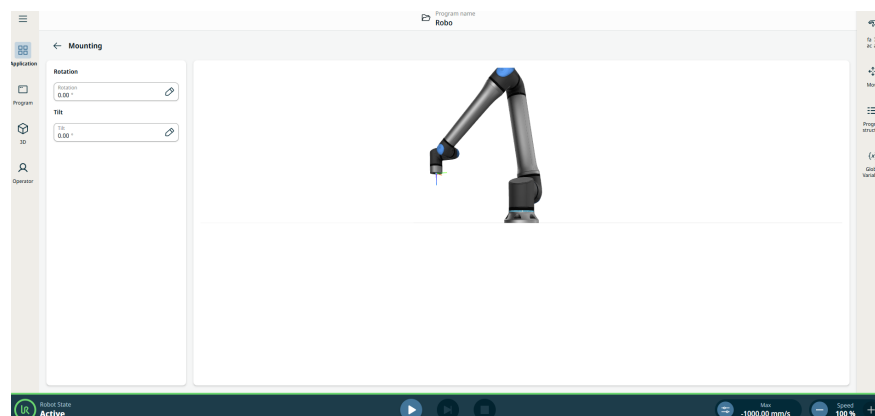 Program name
Robo
Mounting
Application
Program
3D
Operator
Rotation
Rotation
0.00 °
Tilt
Tilt
0.00 °
Robot State
Active
Max
-1000.00 mm/s
Speed
100 %